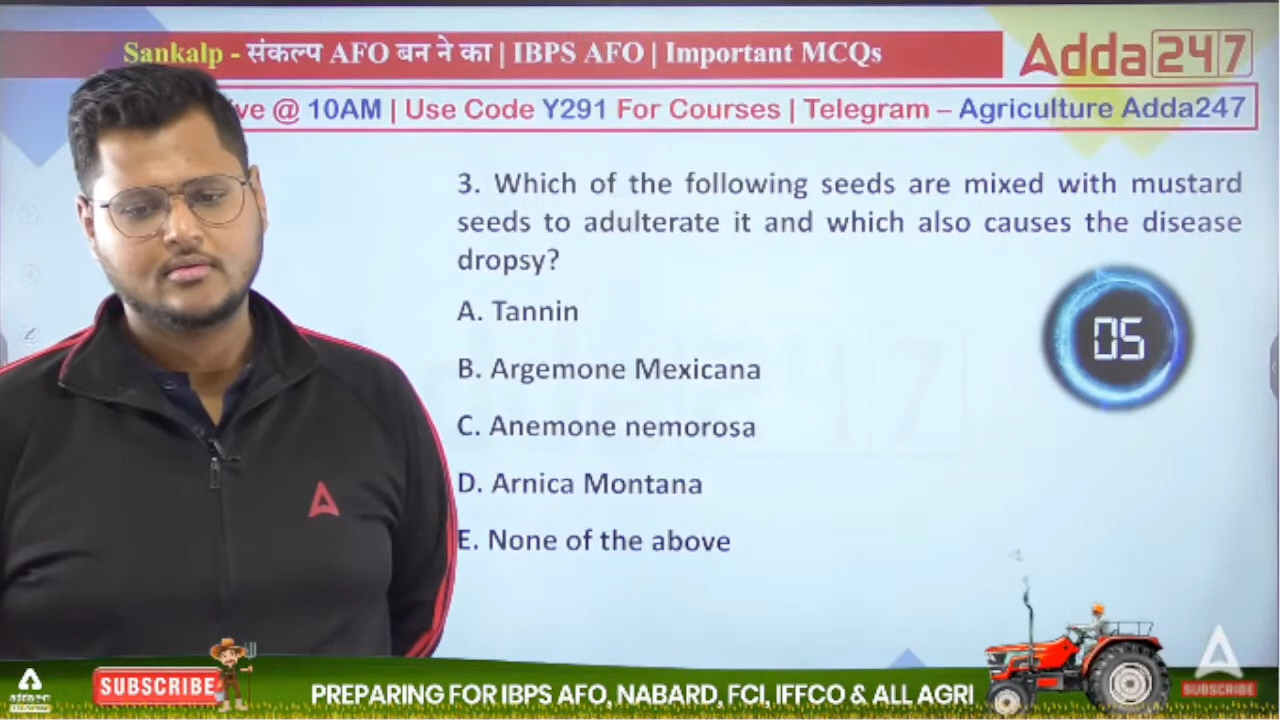 Sankalp - संकल्प AFO बन ने का | IBPS AFO | Important MCQs
Adda247
ve @ 10AM | Use Code Y291 For Courses | Telegram – Agriculture Adda247
3. Which of the following seeds are mixed with mustard
seeds to adulterate it and which also causes the disease
dropsy?
A. Tannin
05
B. Argemone Mexicana
C. Anemone nemorosa
D. Arnica Montana
E. None of the above
SUBSCRIBE
PREPARING FOR IBPS AFO, NABARD, FCI, IFFCO & ALL AGRI
SUBSCRIBE